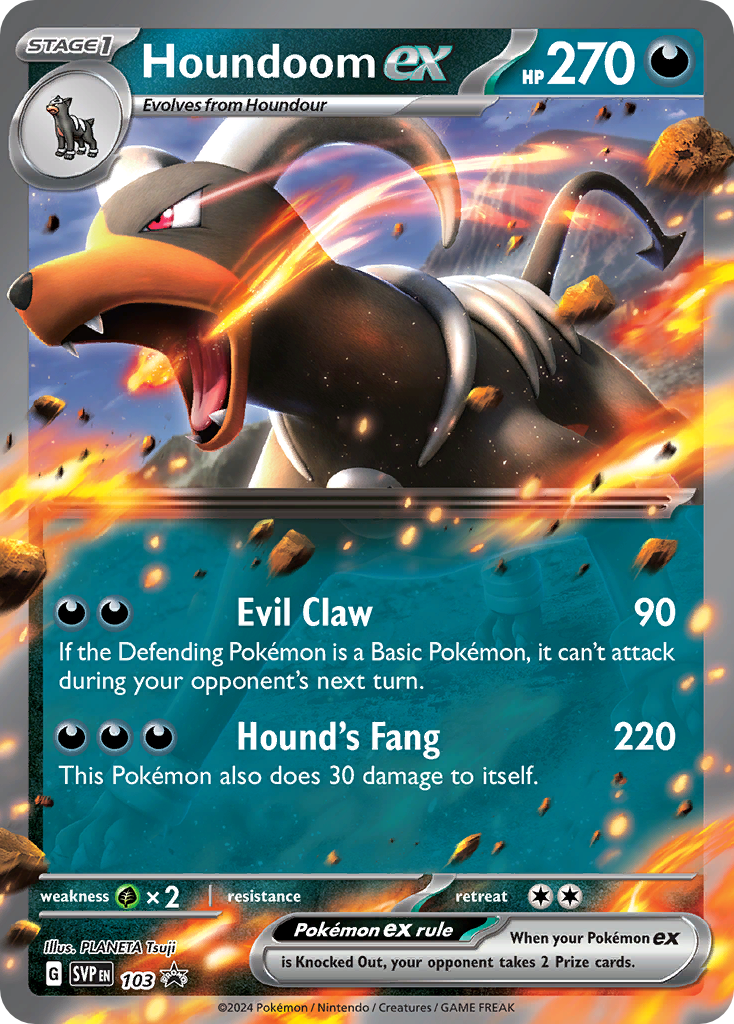 STAGE1 Houndoom ex HP 270
Evolves from Houndour
Evil Claw 90
If the Defending Pokémon is a Basic Pokémon, it can't attack
during your opponent's next turn.
Hound's Fang 220
This Pokémon also does 30 damage to itself.
weakness ×2 resistance retreat
Illus. PLANETA Tsuji
Pokémon ex rule
When your Pokémon ex
is Knocked Out, your opponent takes 2 Prize cards.
G SVP EN 103
©2024 Pokémon / Nintendo / Creatures / GAME FREAK